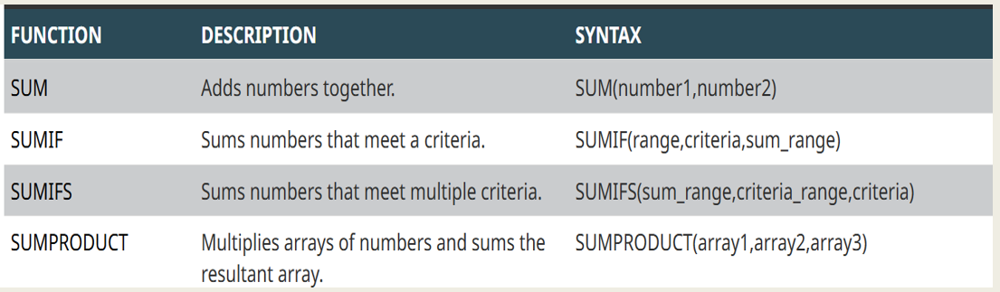 FUNCTION DESCRIPTION SYNTAX
SUM Adds numbers together. SUM(number1,number2)
SUMIF Sums numbers that meet a criteria. SUMIF(range,criteria,sum_range)
SUMIFS Sums numbers that meet multiple criteria. SUMIFS(sum_range,criteria_range,criteria)
SUMPRODUCT Multiplies arrays of numbers and sums the SUMPRODUCT(array1,array2,array3)
resultant array.